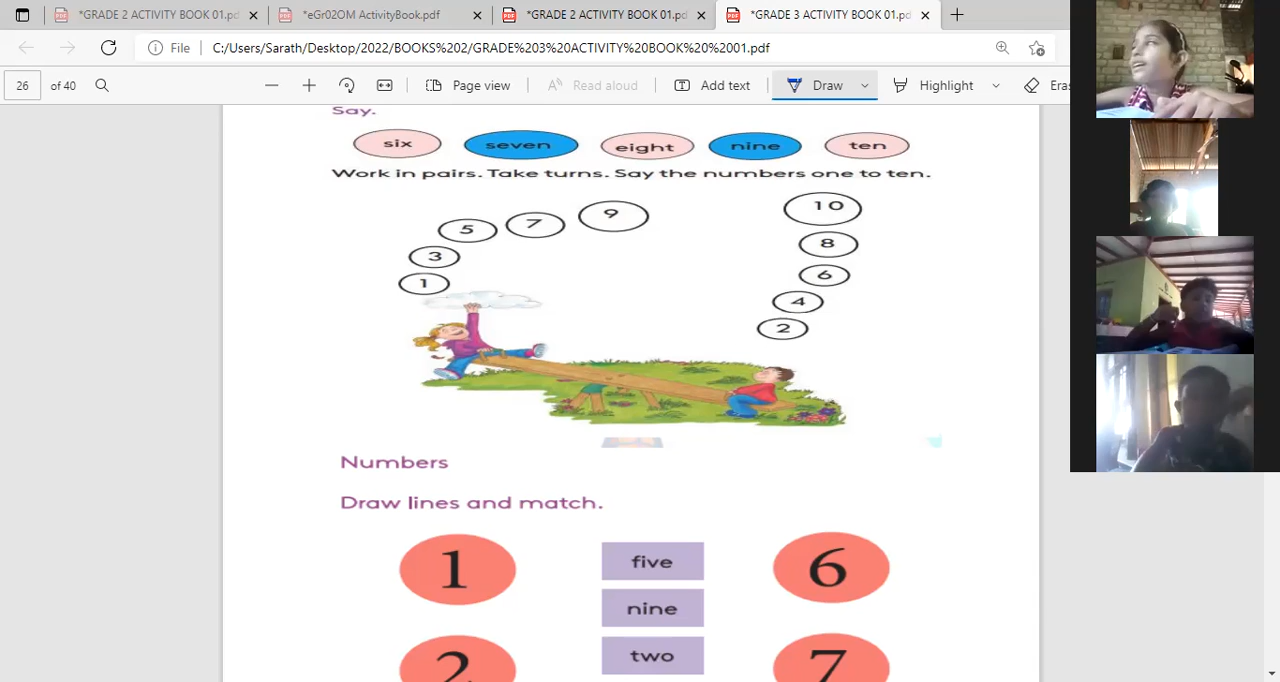 *GRADE 2 ACTIVITY BOOK 01.pd
*eGr02OM ActivityBook.pdf
*GRADE 2 ACTIVITY BOOK 01.pd
*GRADE 3 ACTIVITY BOOK 01.pd
File
C:/Users/Sarath/Desktop/2022/BOOKS%202/GRADE%203%20ACTIVITY%20BOOK%20%2001.pdf
26 of 40
Page view
Read aloud
Add text
Draw
Highlight
Eras
Say.
six seven eight nine ten
Work in pairs. Take turns. Say the numbers one to ten.
9 10
5 7 8
3 6
1 4
2
Numbers
Draw lines and match.
1 five 6
nine
2 two 7